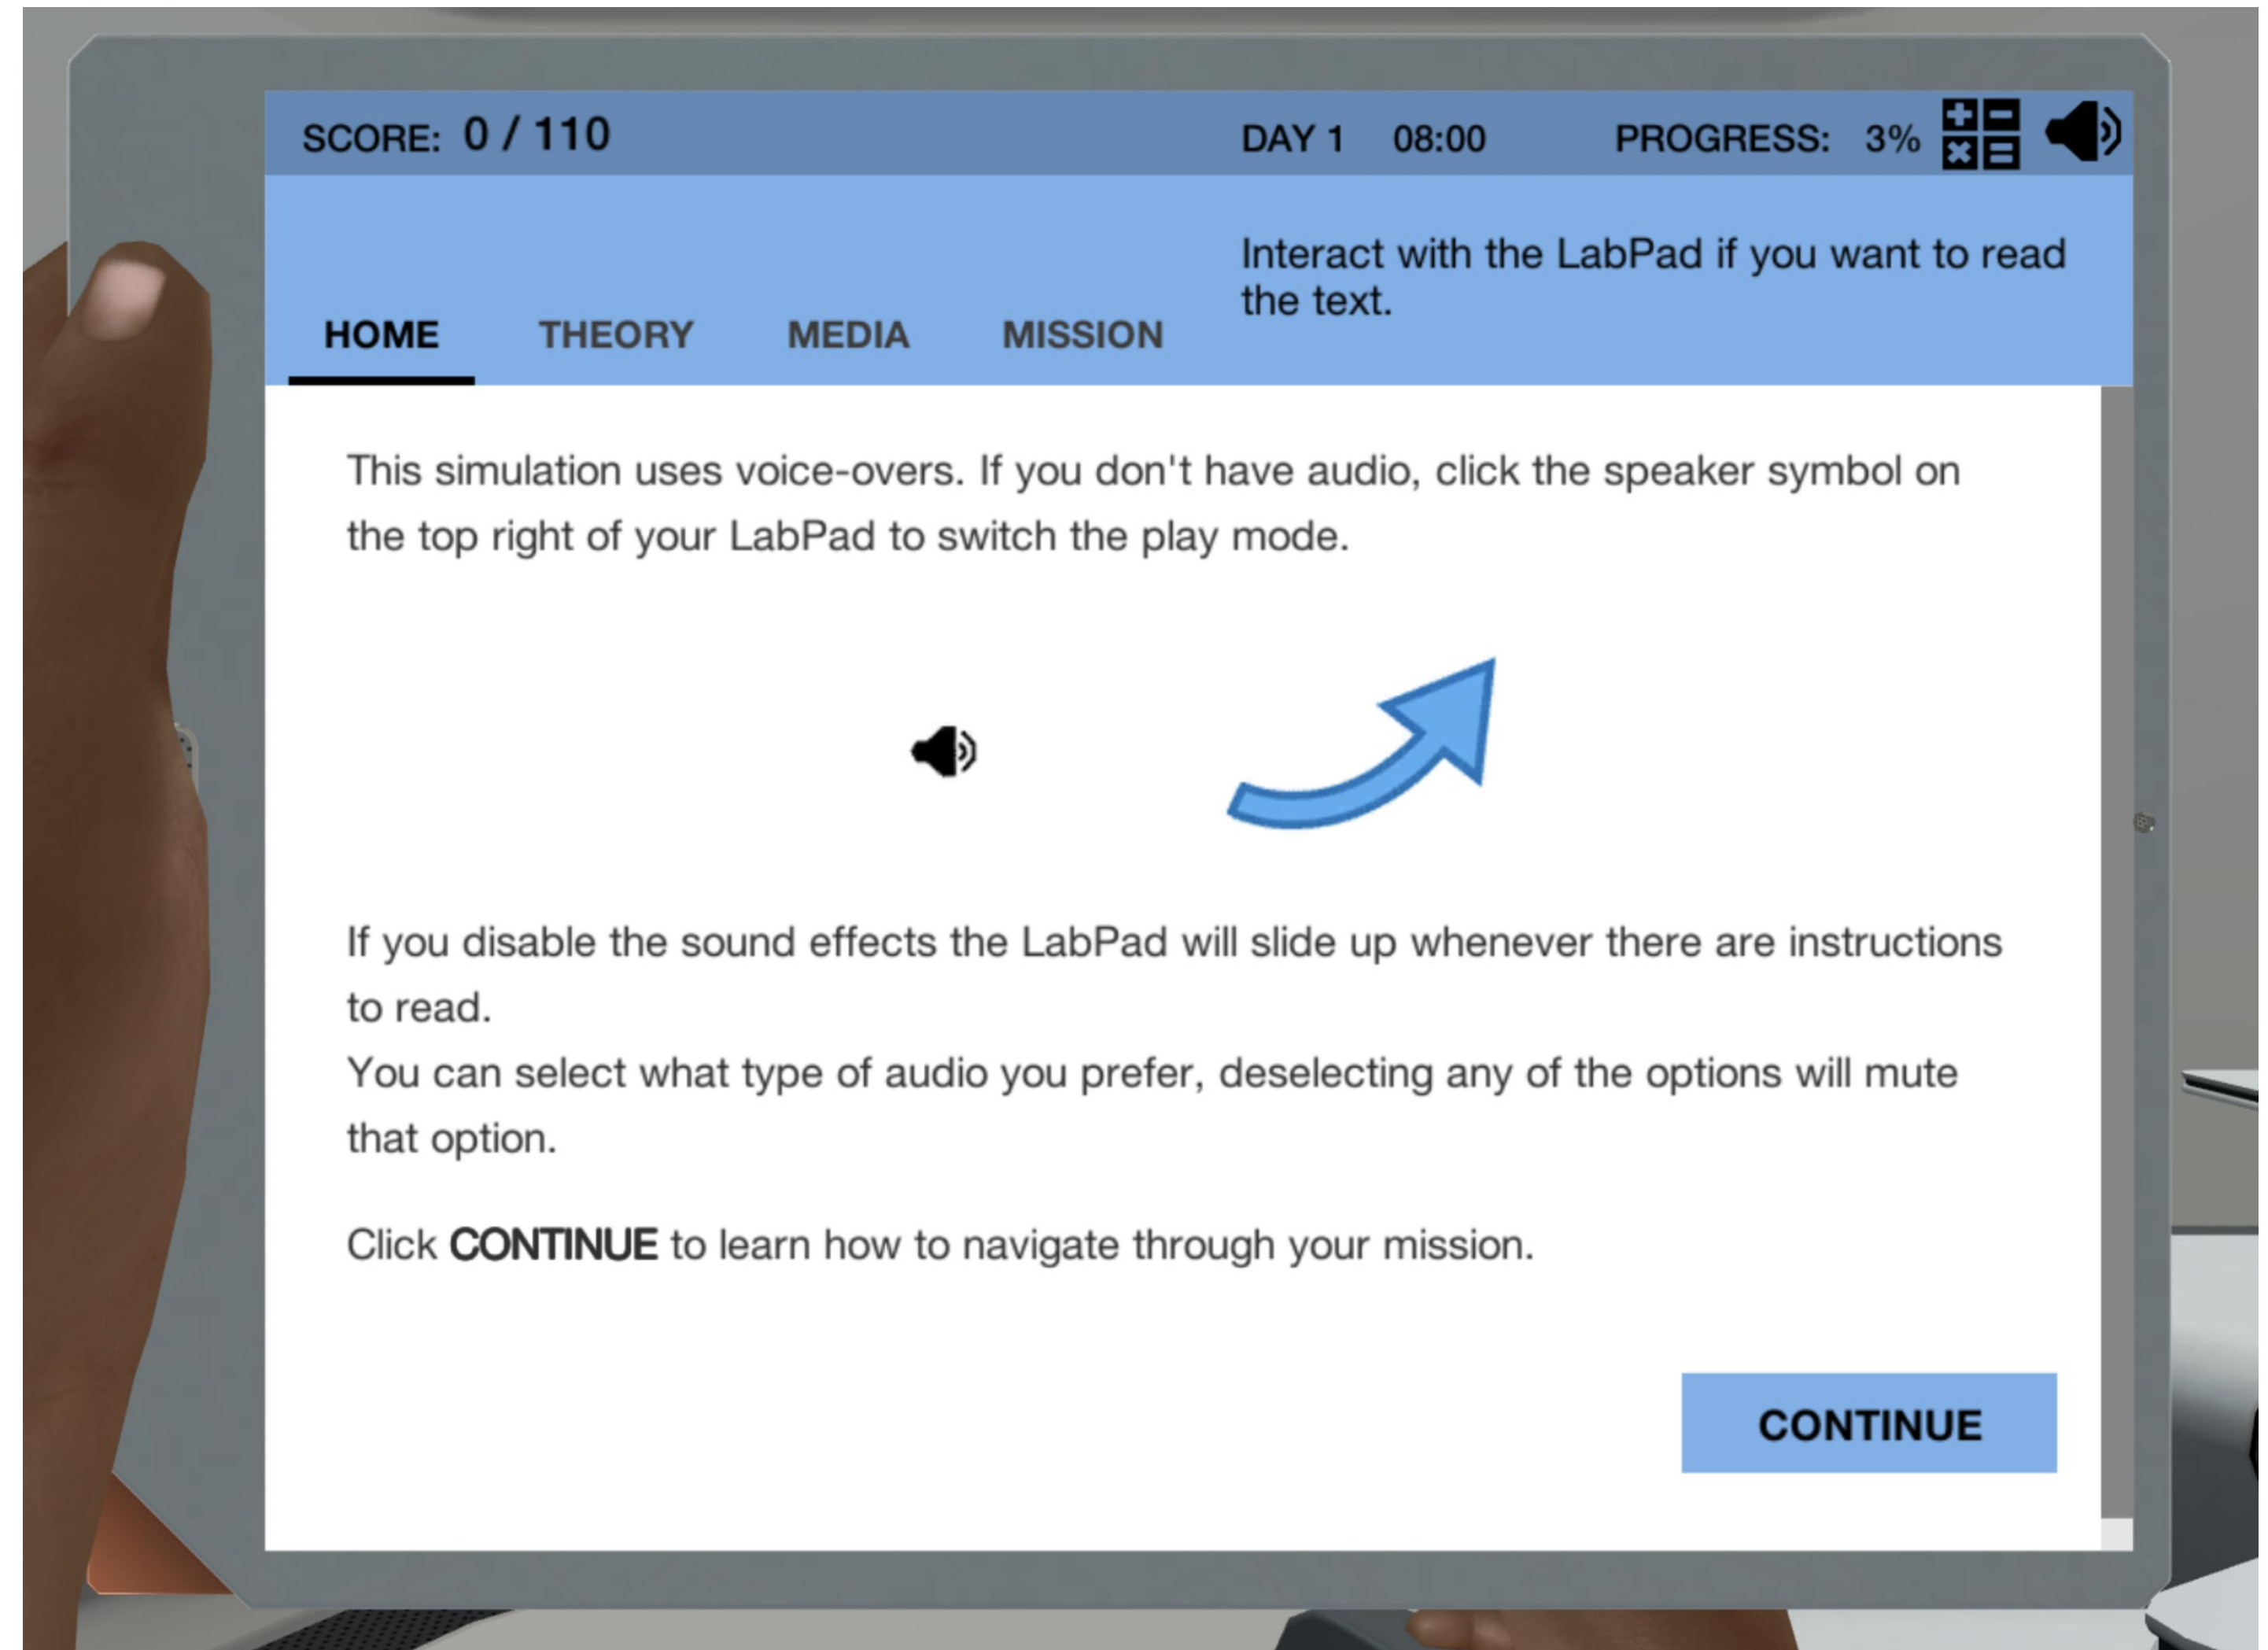 SCORE: 0 / 110 DAY 1 08:00 PROGRESS: 3%
Interact with the LabPad if you want to read
the text.
HOME THEORY MEDIA MISSION
This simulation uses voice-overs. If you don't have audio, click the speaker symbol on
the top right of your LabPad to switch the play mode.
If you disable the sound effects the LabPad will slide up whenever there are instructions
to read.
You can select what type of audio you prefer, deselecting any of the options will mute
that option.
Click CONTINUE to learn how to navigate through your mission.
CONTINUE